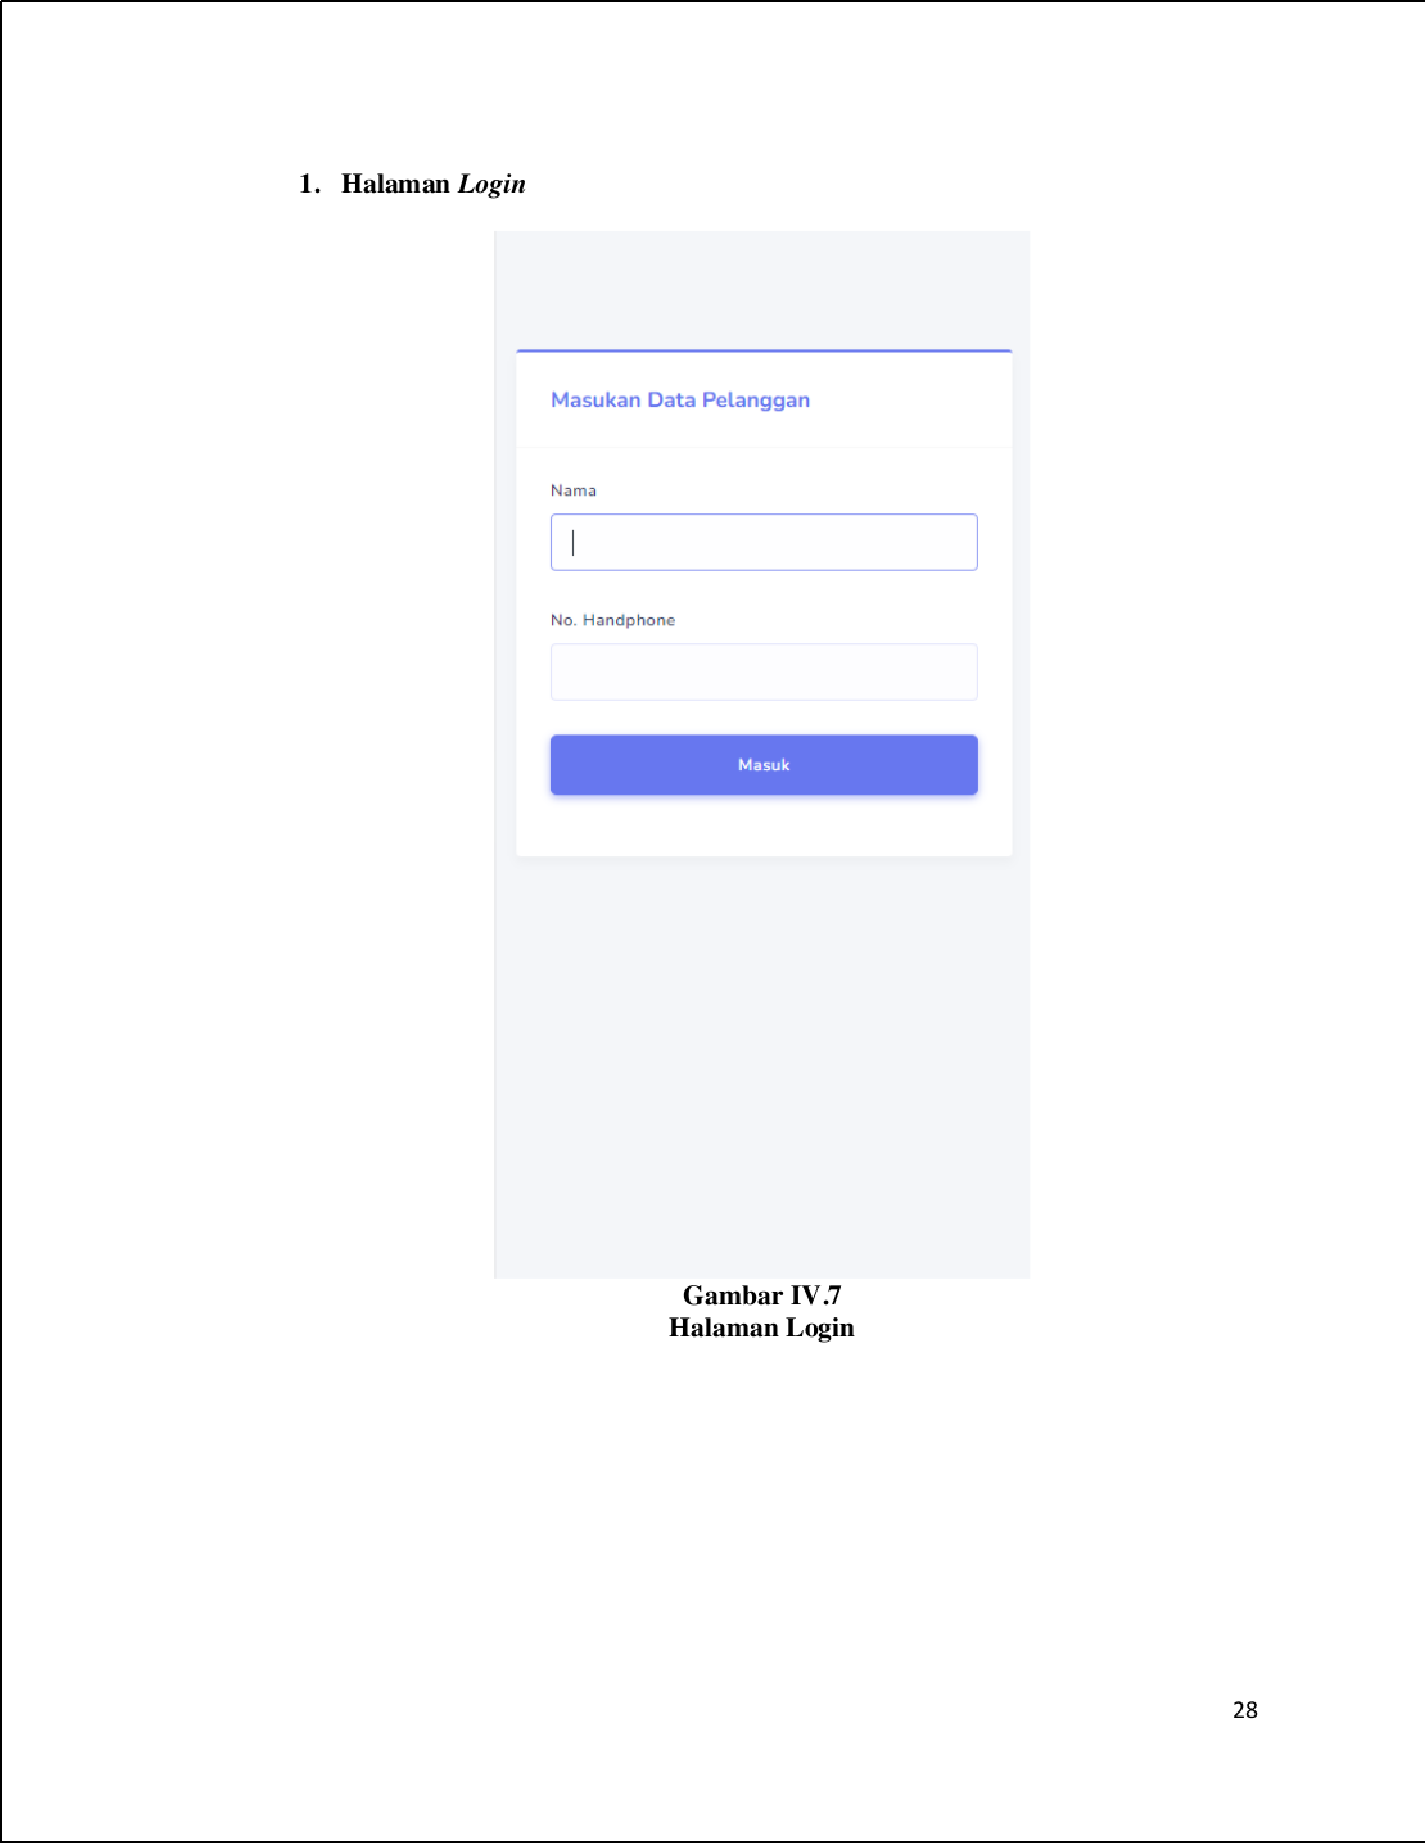 1. Halaman Login
Masukan Data Pelanggan
Nama
No. Handphone
Masuk
Gambar IV.7
Halaman Login
28